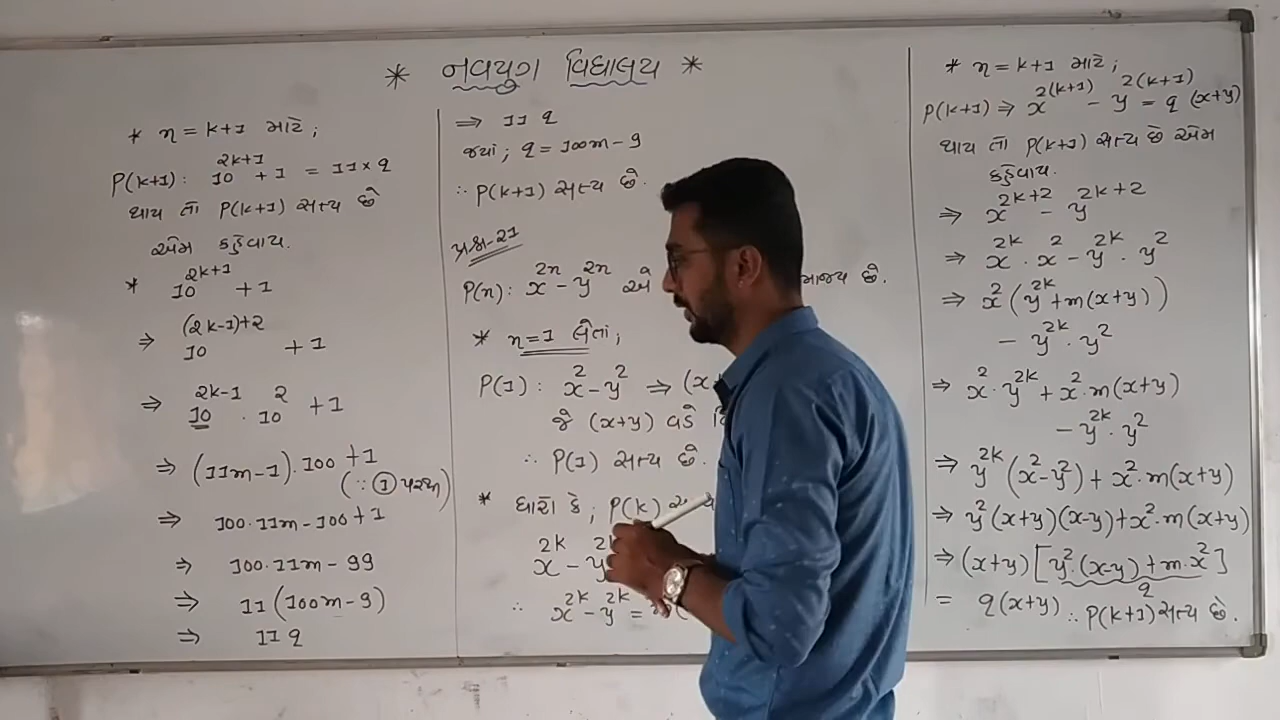 * નવયુગ વિદ્યાલય *
* n = k+1 માટે ;
P(k+1) : 10^{2k+1} + 1 = 11 × q
થાય તો P(k+1) સત્ય છે
એમ કહેવાય.
* 10^{2k+1} + 1
⇒ 10^{(2k-1)+2} + 1
⇒ 10^{2k-1} · 10^2 + 1
⇒ (11m-1) · 100 + 1
(∵ ① પરથી)
⇒ 100·11m - 100 + 1
⇒ 100·11m - 99
⇒ 11(100m-9)
⇒ 11 q
⇒ 11 q
જ્યાં ; q = 100m - 9
∴ P(k+1) સત્ય છે.
પ્રશ્ન-21
P(n) : x^{2n} - y^{2n} એ છે.
* n=1 લેતાં ;
P(1) : x^2 - y^2 ⇒ (x
જે (x+y) વડે
∴ P(1) સત્ય છે.
* ધારો કે ; P(k)
x^{2k} - y
∴ x^{2k} - y^{2k} =
* n = k+1 માટે ;
P(k+1) ⇒ x^{2(k+1)} - y^{2(k+1)} = q (x+y)
થાય તો P(k+1) સત્ય છે એમ
કહેવાય.
⇒ x^{2k+2} - y^{2k+2}
⇒ x^{2k} · x^2 - y^{2k} · y^2
⇒ x^2 (y^{2k} + m(x+y))
- y^{2k} · y^2
⇒ x^2 · y^{2k} + x^2 · m(x+y)
- y^{2k} · y^2
⇒ y^{2k} (x^2 - y^2) + x^2 · m(x+y)
⇒ y^2 (x+y)(x-y) + x^2 · m(x+y)
⇒ (x+y) [y^2 · (x-y) + m · x^2]
q
= q(x+y) ∴ P(k+1) સત્ય છે.